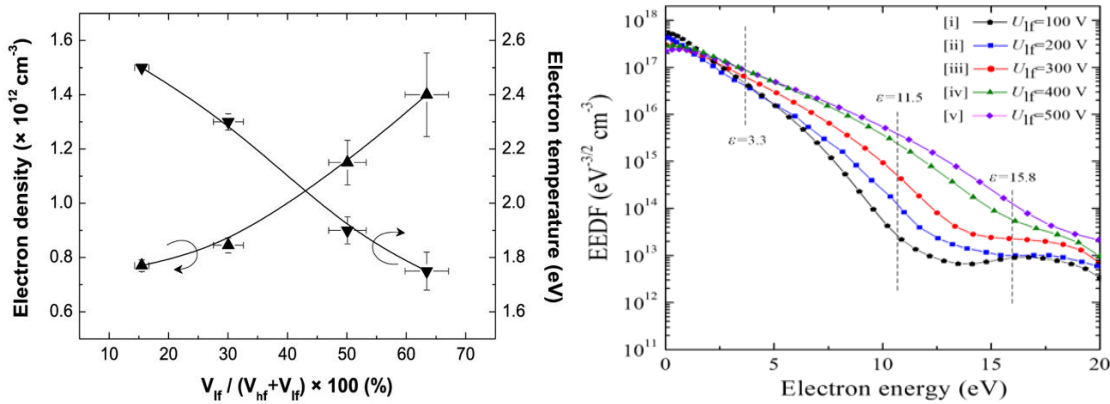 Electron density (× 10¹² cm⁻³)
1.6
1.4
1.2
1.0
0.8
0.6
10 20 30 40 50 60 70
V_lf / (V_hf+V_lf) × 100 (%)
2.6
2.4
2.2
2.0
1.8
1.6
Electron temperature (eV)
EEDF (eV⁻³ᐟ² cm⁻³)
10¹⁸
10¹⁷
10¹⁶
10¹⁵
10¹⁴
10¹³
10¹²
10¹¹
[i] U_lf=100 V
[ii] U_lf=200 V
[iii] U_lf=300 V
[iv] U_lf=400 V
[v] U_lf=500 V
ε=3.3
ε=11.5
ε=15.8
0 5 10 15 20
Electron energy (eV)